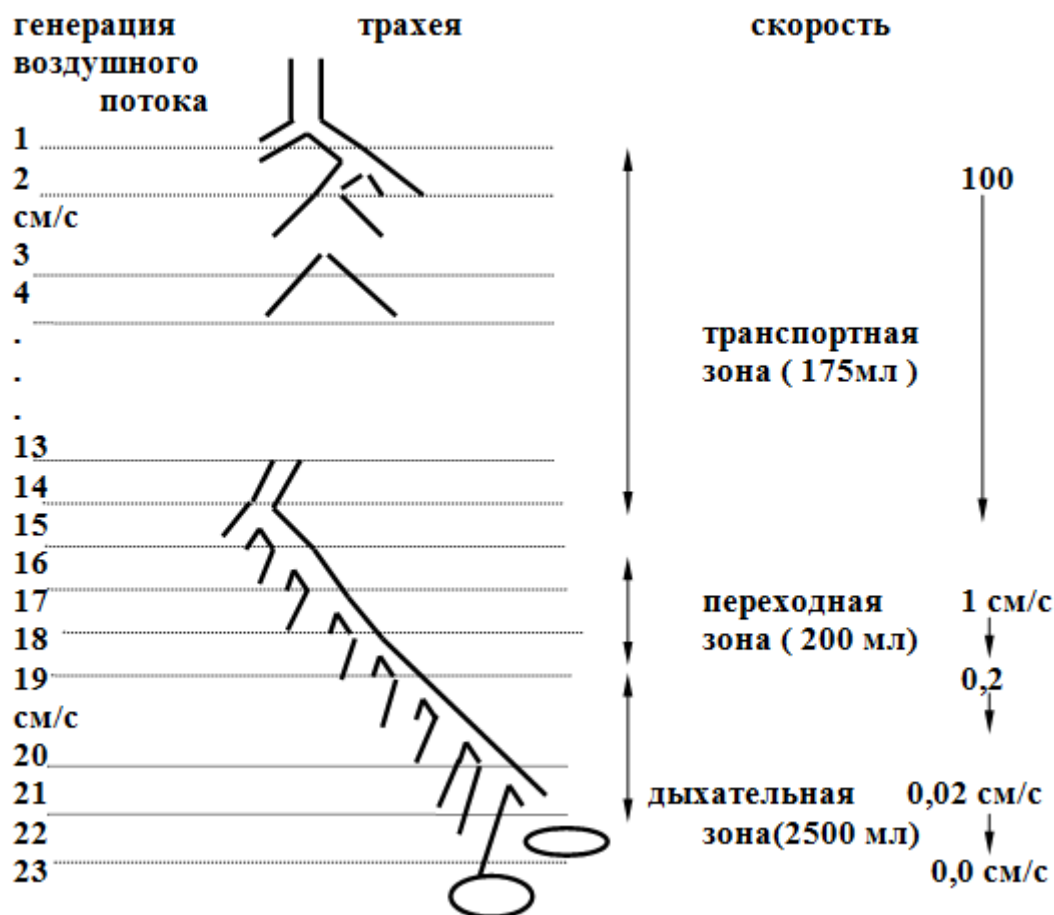 генерация трахея скорость
воздушного
потока
1
2 100
см/с
3
4
. транспортная
. зона ( 175мл )
.
13
14
15
16
17 переходная 1 см/с
18 зона ( 200 мл)
19 0,2
см/с
20
21 дыхательная 0,02 см/с
22 зона(2500 мл)
23 0,0 см/с